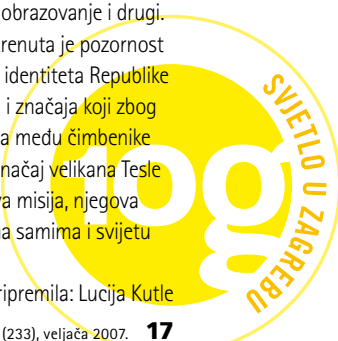 obrazovanje i drugi.
renuta je pozornost
identiteta Republike
i značaja koji zbog
a među čimbenike
načaj velikana Tesle
a misija, njegova
a samima i svijetu
ripremila: Lucija Kutle
(233), veljača 2007. 17
10g
SVJETLO U ZAGREBU